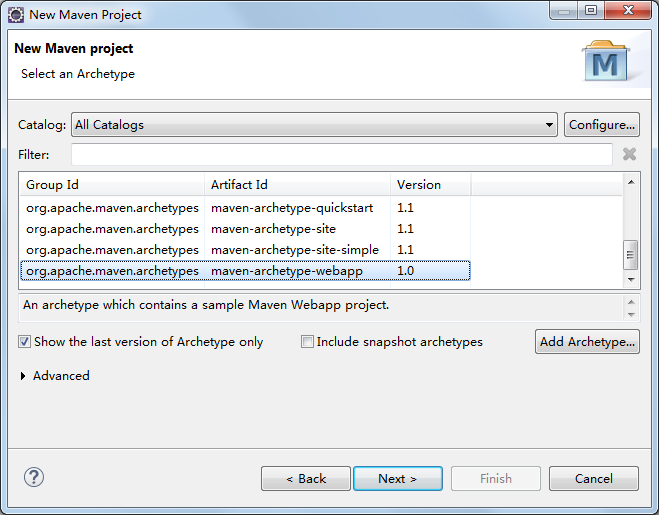 New Maven Project
New Maven project
Select an Archetype
M
Catalog: All Catalogs Configure...
Filter:
Group Id Artifact Id Version
org.apache.maven.archetypes maven-archetype-quickstart 1.1
org.apache.maven.archetypes maven-archetype-site 1.1
org.apache.maven.archetypes maven-archetype-site-simple 1.1
org.apache.maven.archetypes maven-archetype-webapp 1.0
An archetype which contains a sample Maven Webapp project.
Show the last version of Archetype only Include snapshot archetypes Add Archetype...
Advanced
? < Back Next > Finish Cancel